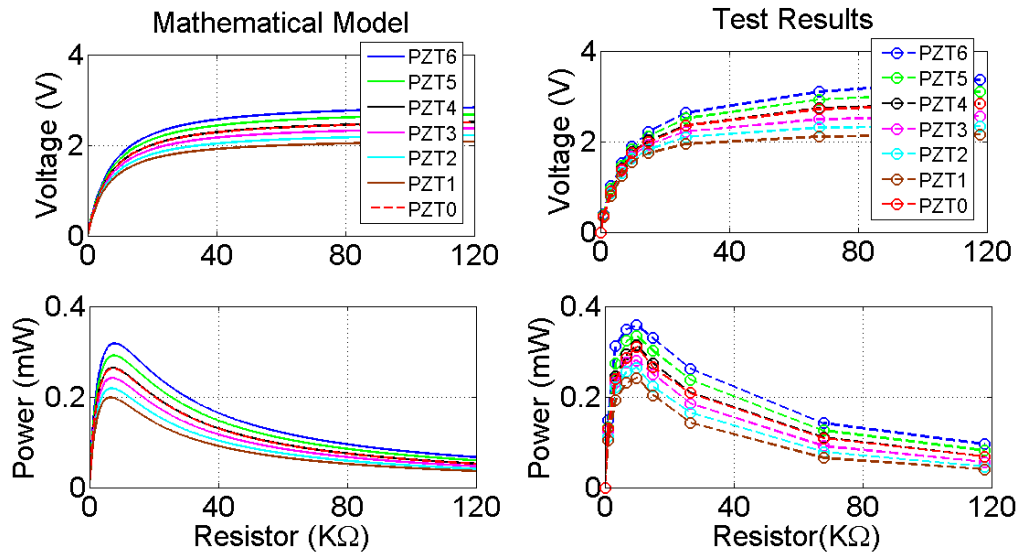 Mathematical Model
Voltage (V)
4
2
0
0
40
80
120
PZT6
PZT5
PZT4
PZT3
PZT2
PZT1
PZT0
Test Results
Voltage (V)
4
2
0
0
40
80
120
PZT6
PZT5
PZT4
PZT3
PZT2
PZT1
PZT0
Power (mW)
0.4
0.2
0
0
40
80
120
Resistor (KΩ)
Power (mW)
0.4
0.2
0
0
40
80
120
Resistor(KΩ)